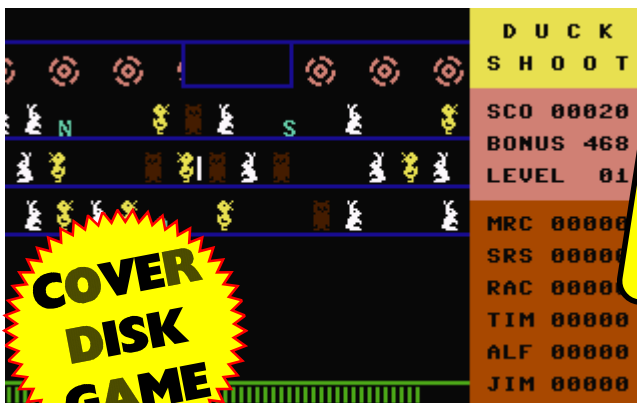 D U C K
S H O O T
SCO 00020
BONUS 468
LEVEL 01
N S
MRC 00000
SRS 00000
RAC 00000
TIM 00000
ALF 00000
JIM 00000
COVER
DISK
GAME